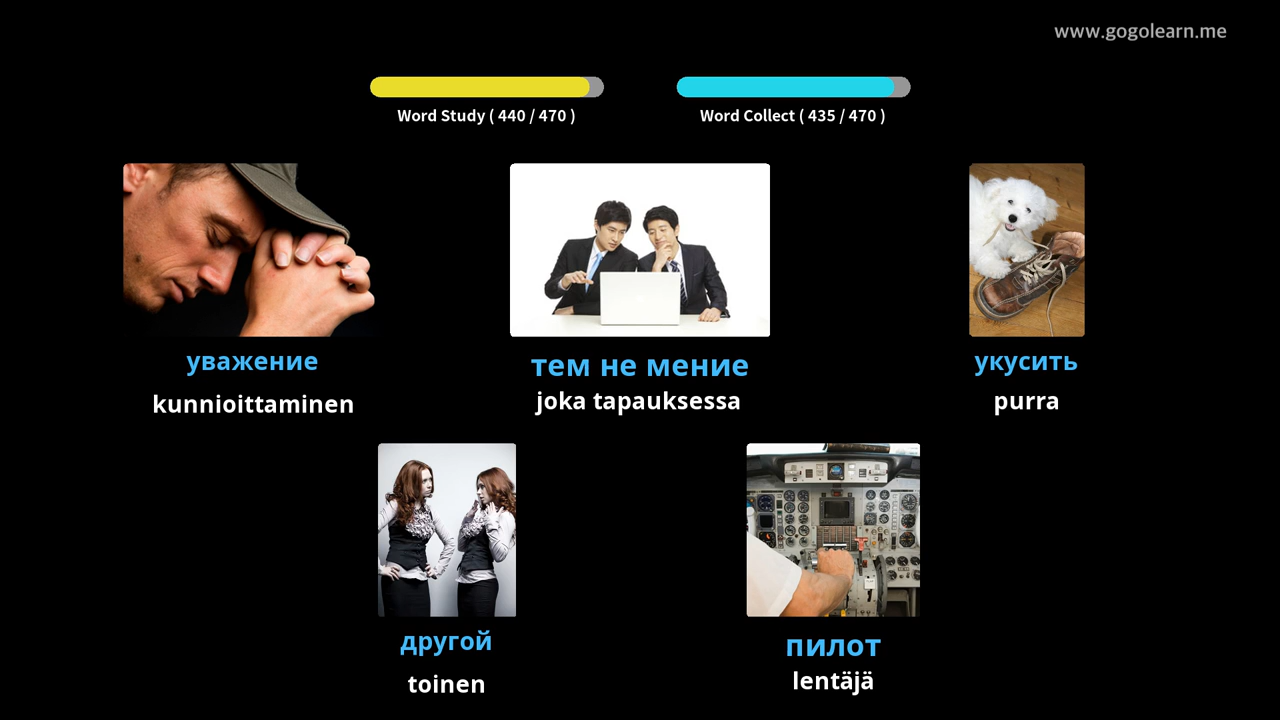 www.gogolearn.me
Word Study ( 440 / 470 )
Word Collect ( 435 / 470 )
уважение
kunnioittaminen
тем не мение
joka tapauksessa
укусить
purra
другой
toinen
пилот
lentäjä